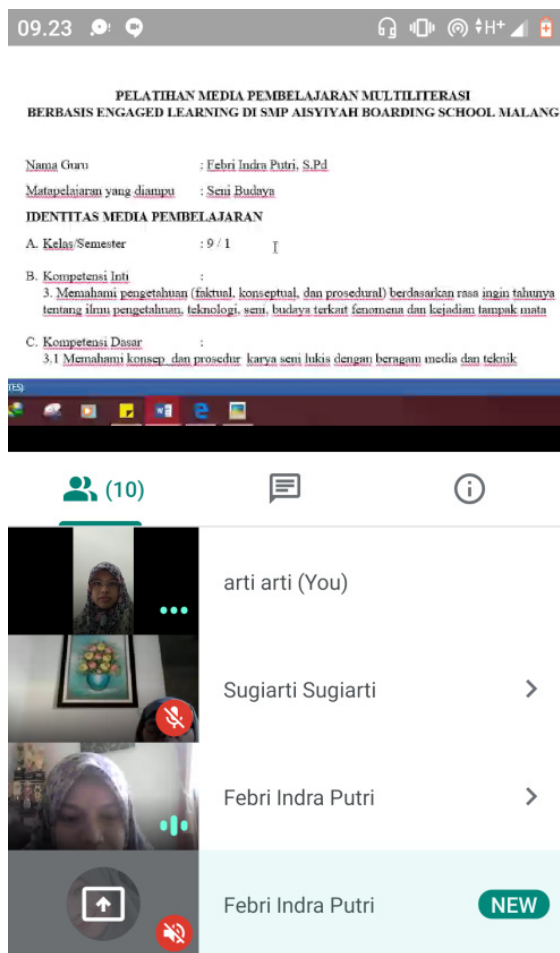 09.23
H+
PELATIHAN MEDIA PEMBELAJARAN MULTILITERASI
BERBASIS ENGAGED LEARNING DI SMP AISYIYAH BOARDING SCHOOL MALANG
Nama Guru : Febri Indra Putri, S.Pd
Matapelajaran yang diampu : Seni Budaya
IDENTITAS MEDIA PEMBELAJARAN
A. Kelas/Semester : 9 / 1
B. Kompetensi Inti :
3. Memahami pengetahuan (faktual, konseptual, dan prosedural) berdasarkan rasa ingin tahunya
tentang ilmu pengetahuan, teknologi, seni, budaya terkait fenomena dan kejadian tampak mata
C. Kompetensi Dasar :
3.1 Memahami konsep dan prosedur karya seni lukis dengan beragam media dan teknik
(10)
arti arti (You)
Sugiarti Sugiarti
Febri Indra Putri
Febri Indra Putri NEW